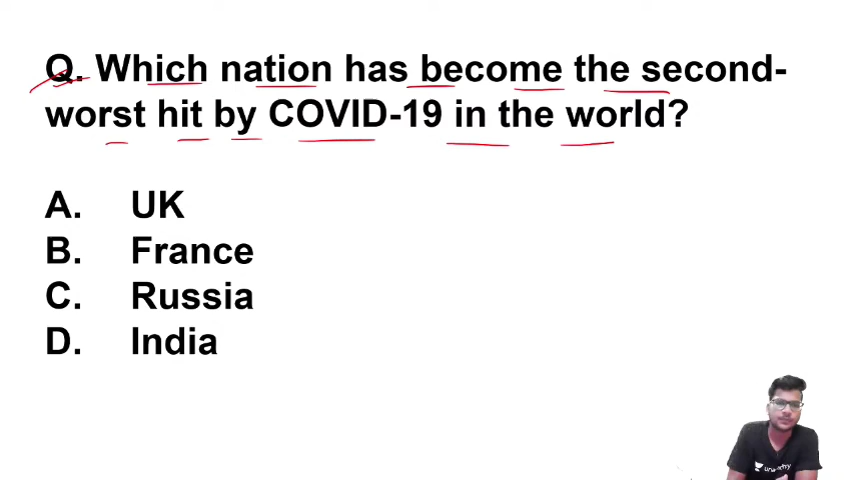 Q. Which nation has become the second-
worst hit by COVID-19 in the world?
A. UK
B. France
C. Russia
D. India